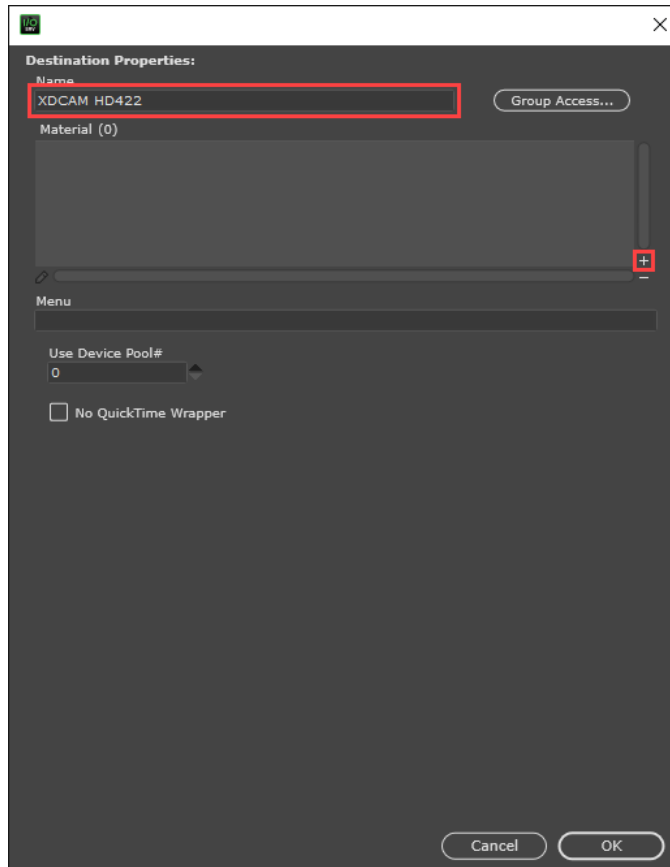 I/O
SRV
Destination Properties:
Name
XDCAM HD422
Group Access...
Material (0)
+
−
Menu
Use Device Pool#
0
No QuickTime Wrapper
Cancel
OK